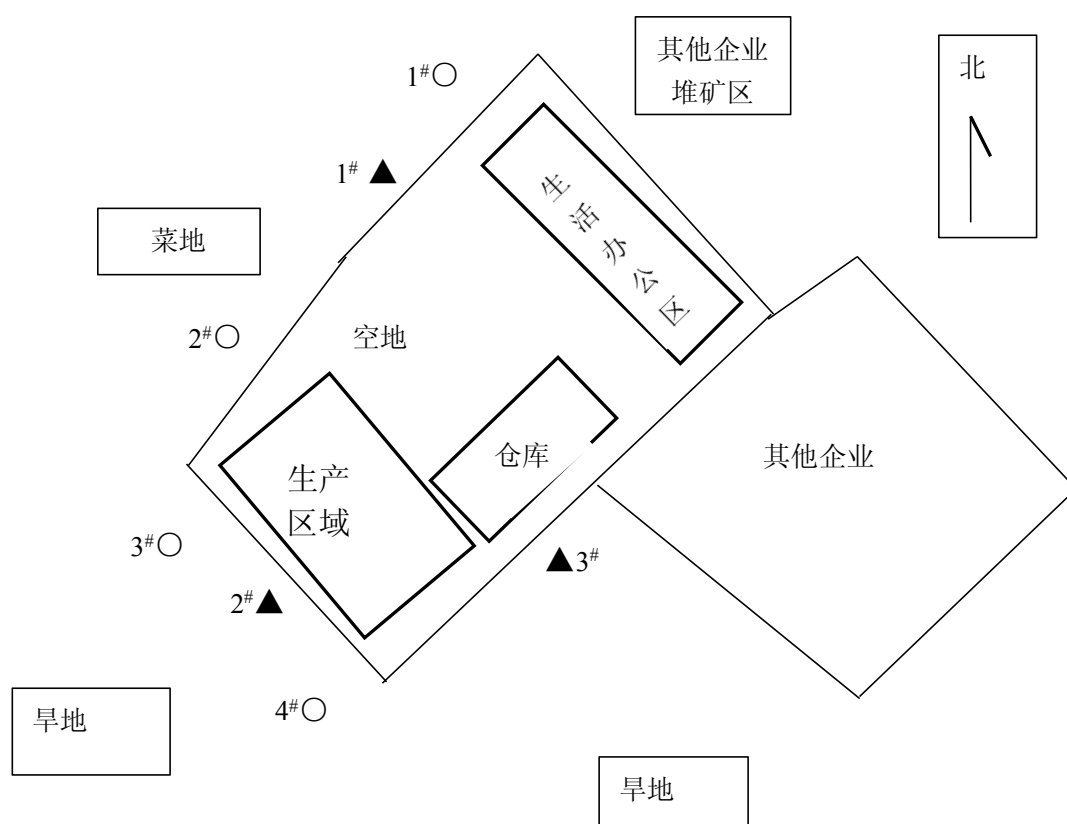 其他企业
堆矿区
北
1#○
1# ▲
生活办公区
菜地
2#○
空地
仓库
其他企业
生产
区域
3#○
▲3#
2#▲
4#○
旱地
旱地